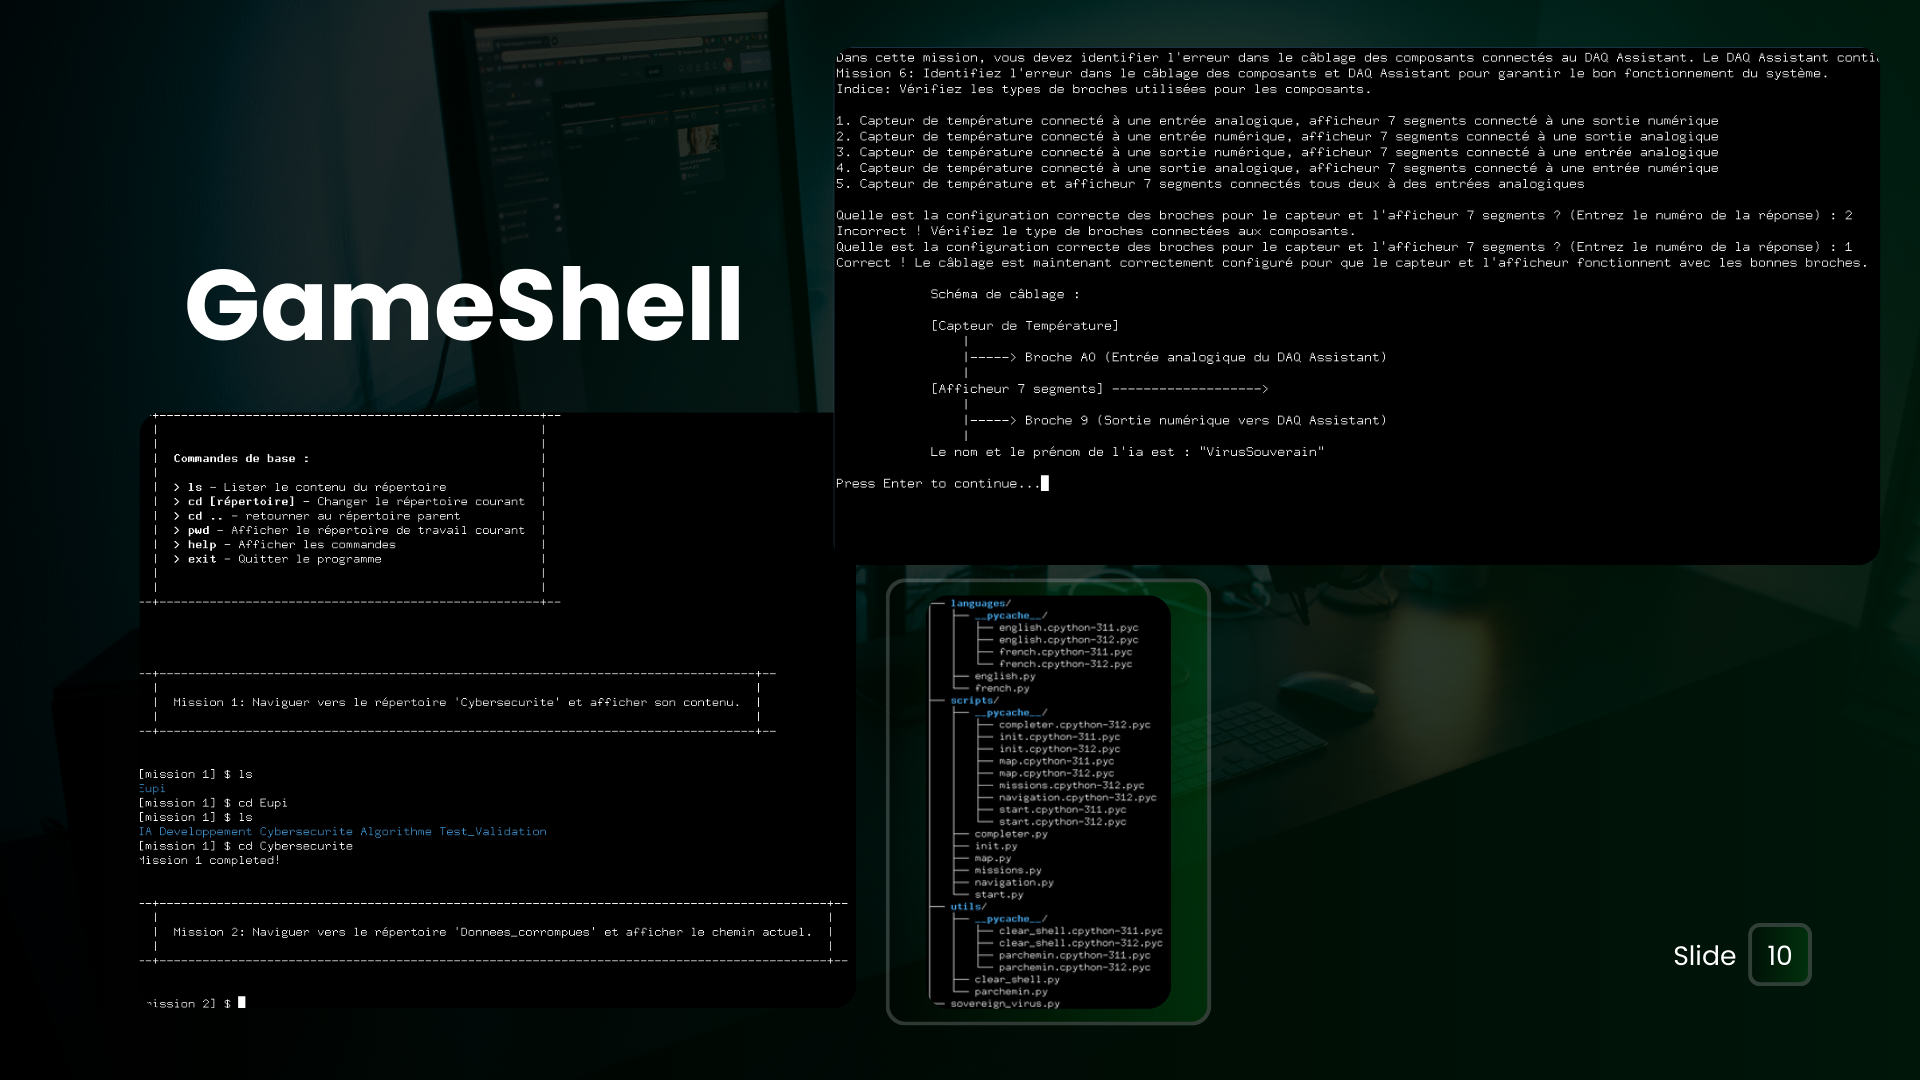 GameShell
Dans cette mission, vous devez identifier l'erreur dans le câblage des composants connectés au DAQ Assistant. Le DAQ Assistant
Mission 6: Identifiez l'erreur dans le câblage des composants et DAQ Assistant pour garantir le bon fonctionnement du système.
Indice: Vérifiez les types de broches utilisées pour les composants.
1. Capteur de température connecté à une entrée analogique, afficheur 7 segments connecté à une sortie numérique
2. Capteur de température connecté à une entrée numérique, afficheur 7 segments connecté à une sortie analogique
3. Capteur de température connecté à une sortie numérique, afficheur 7 segments connecté à une entrée analogique
4. Capteur de température connecté à une sortie analogique, afficheur 7 segments connecté à une entrée numérique
5. Capteur de température et afficheur 7 segments connectés tous deux à des entrées analogiques
Quelle est la configuration correcte des broches pour le capteur et l'afficheur 7 segments ? (Entrez le numéro de la réponse) : 2
Incorrect ! Vérifiez le type de broches connectées aux composants.
Quelle est la configuration correcte des broches pour le capteur et l'afficheur 7 segments ? (Entrez le numéro de la réponse) : 1
Correct ! Le câblage est maintenant correctement configuré pour que le capteur et l'afficheur fonctionnent avec les bonnes broches.
Schéma de câblage :
[Capteur de Température]
|
|-----> Broche A0 (Entrée analogique du DAQ Assistant)
|
[Afficheur 7 segments] ------------------->
|
|-----> Broche 9 (Sortie numérique vers DAQ Assistant)
|
Le nom et le prénom de l'ia est : "VirusSouverain"
Press Enter to continue...
Commandes de base :
> ls – Lister le contenu du répertoire
> cd [répertoire] – Changer le répertoire courant
> cd .. – retourner au répertoire parent
> pwd – Afficher le répertoire de travail courant
> help – Afficher les commandes
> exit – Quitter le programme
Mission 1: Naviguer vers le répertoire 'Cybersecurite' et afficher son contenu.
[mission 1] $ ls
Eupi
[mission 1] $ cd Eupi
[mission 1] $ ls
IA Developpement Cybersecurite Algorithme Test_Validation
[mission 1] $ cd Cybersecurite
Mission 1 completed!
Mission 2: Naviguer vers le répertoire 'Donnees_corrompues' et afficher le chemin actuel.
mission 2] $
languages/
__pycache__/
english.cpython-311.pyc
english.cpython-312.pyc
french.cpython-311.pyc
french.cpython-312.pyc
english.py
french.py
scripts/
__pycache__/
completer.cpython-312.pyc
init.cpython-311.pyc
init.cpython-312.pyc
map.cpython-311.pyc
map.cpython-312.pyc
missions.cpython-312.pyc
navigation.cpython-312.pyc
start.cpython-311.pyc
start.cpython-312.pyc
completer.py
init.py
map.py
missions.py
navigation.py
start.py
utils/
__pycache__/
clear_shell.cpython-311.pyc
clear_shell.cpython-312.pyc
parchemin.cpython-311.pyc
parchemin.cpython-312.pyc
clear_shell.py
parchemin.py
sovereign_virus.py
Slide 10